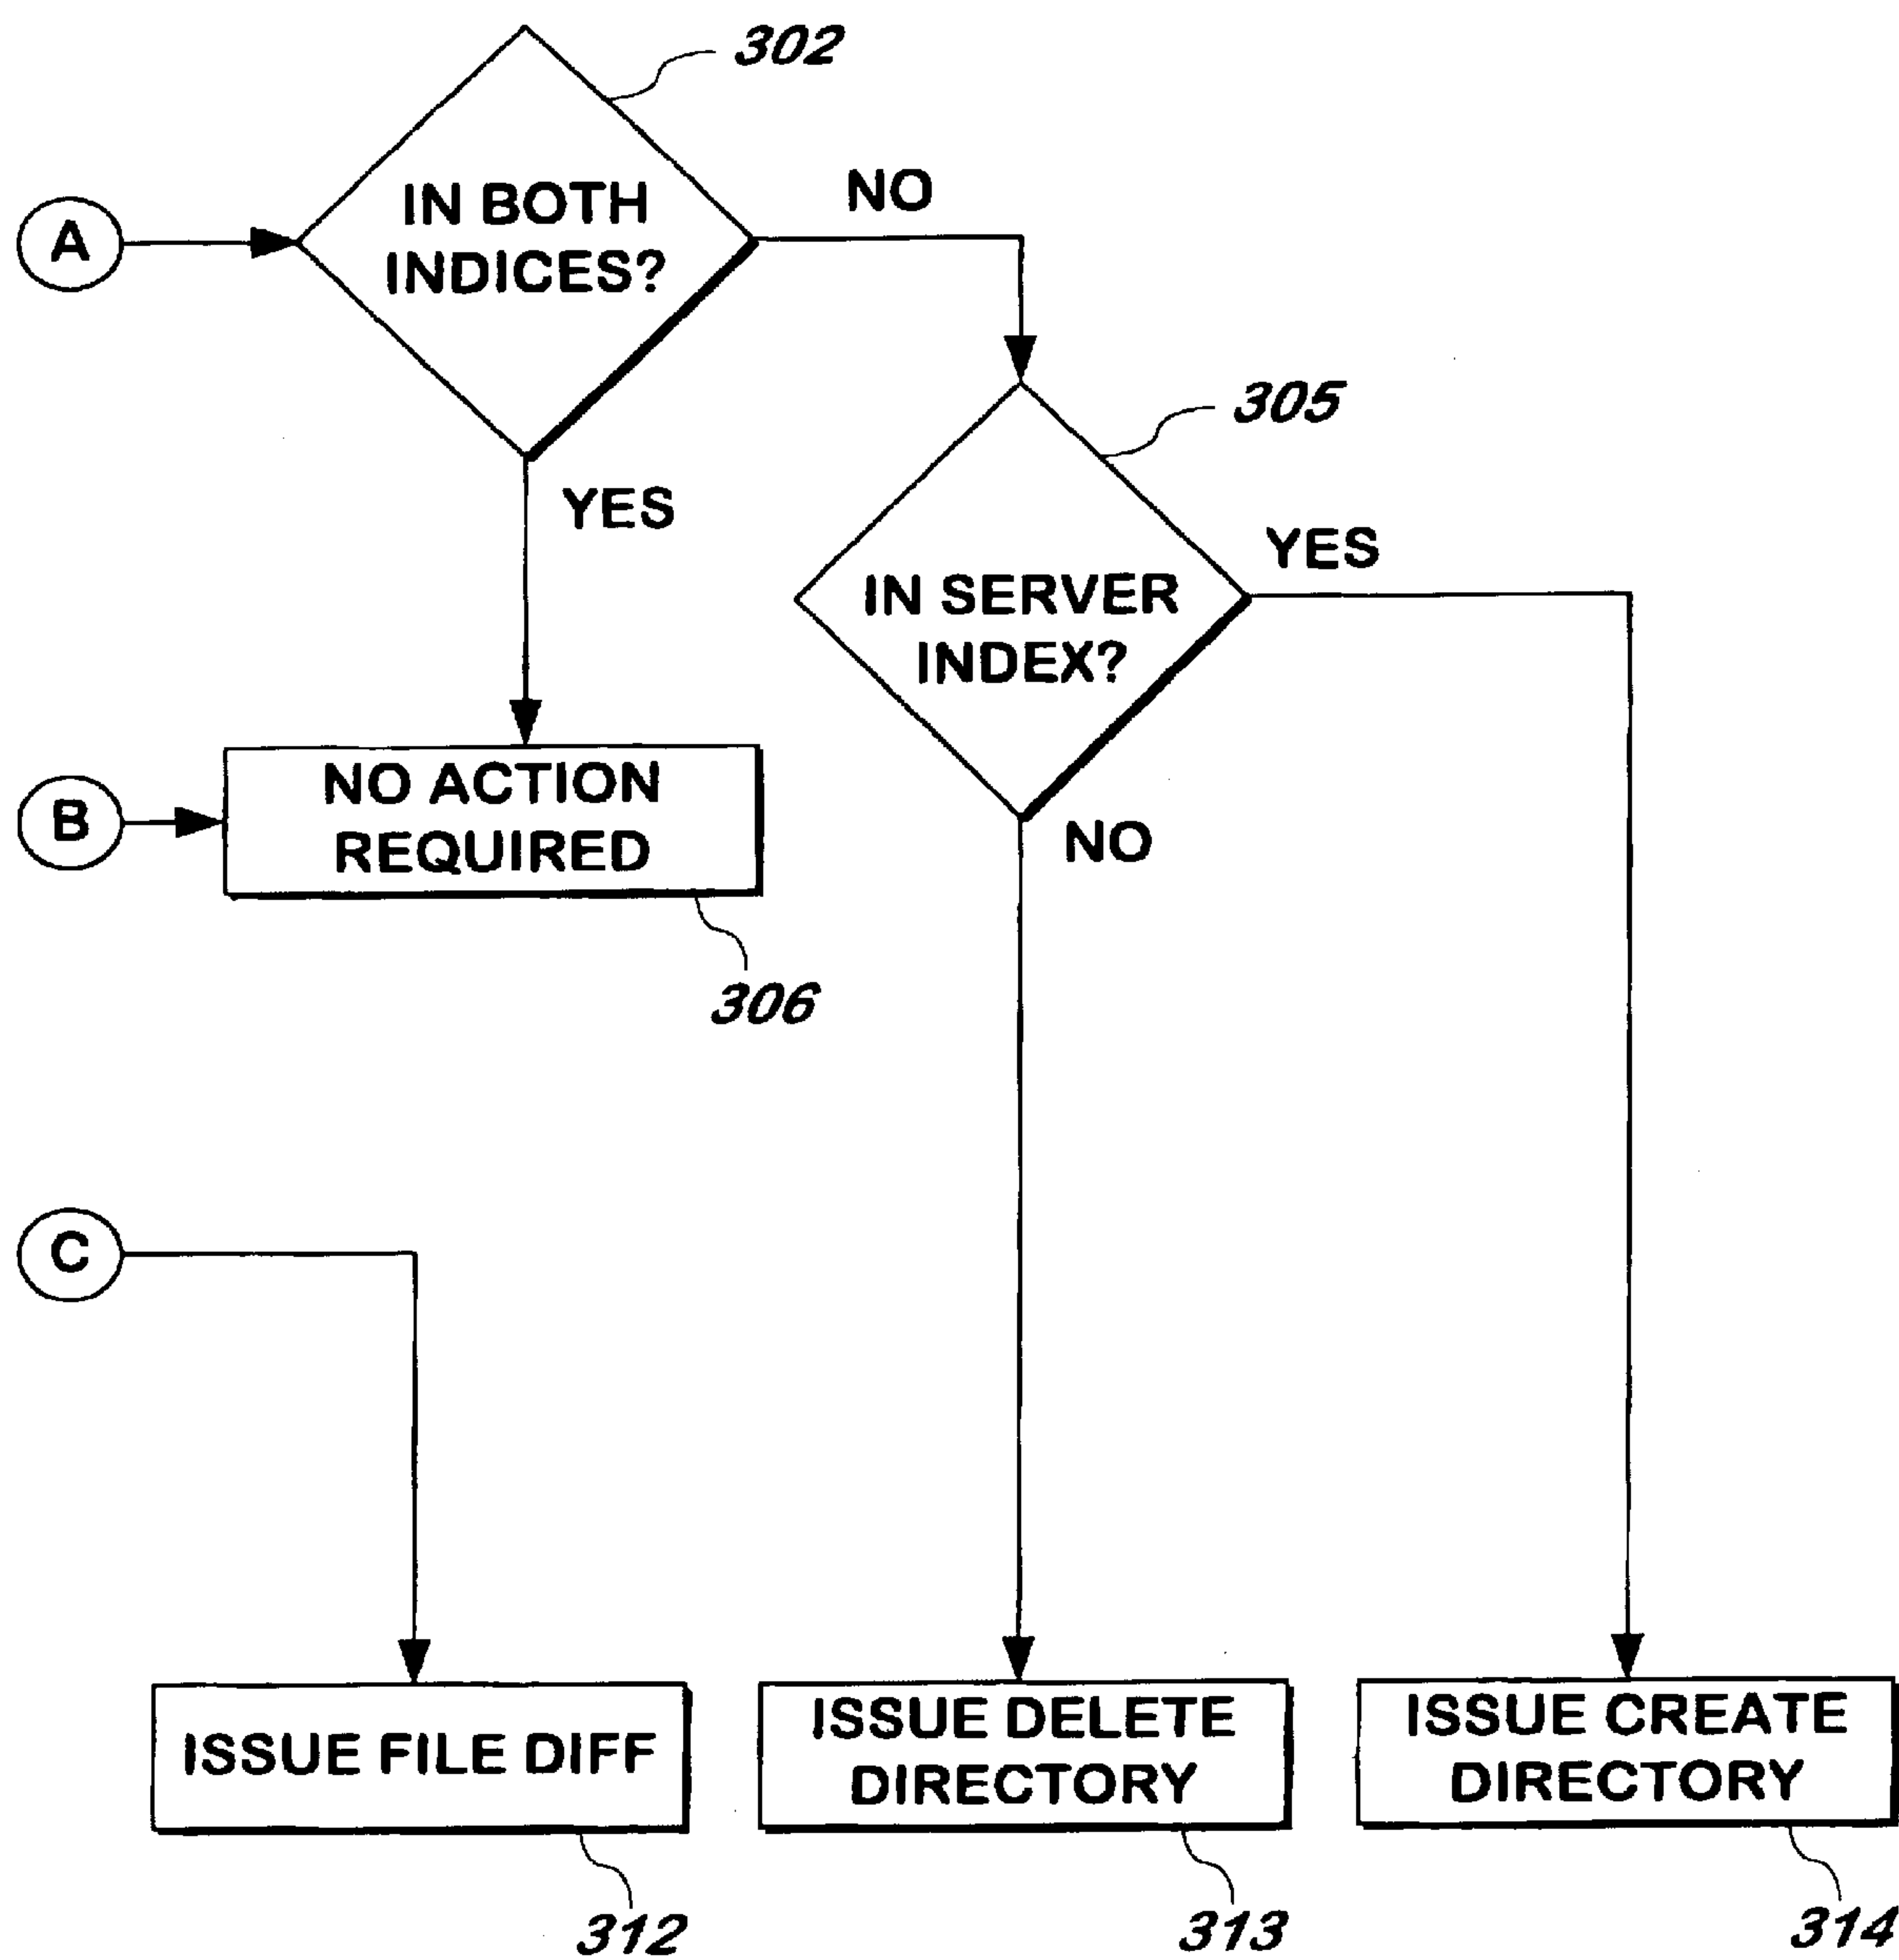 302
IN BOTH
INDICES?
NO
A
305
YES
IN SERVER
INDEX?
YES
NO ACTION
REQUIRED
B
NO
306
C
ISSUE FILE DIFF
ISSUE DELETE
DIRECTORY
ISSUE CREATE
DIRECTORY
312
313
314